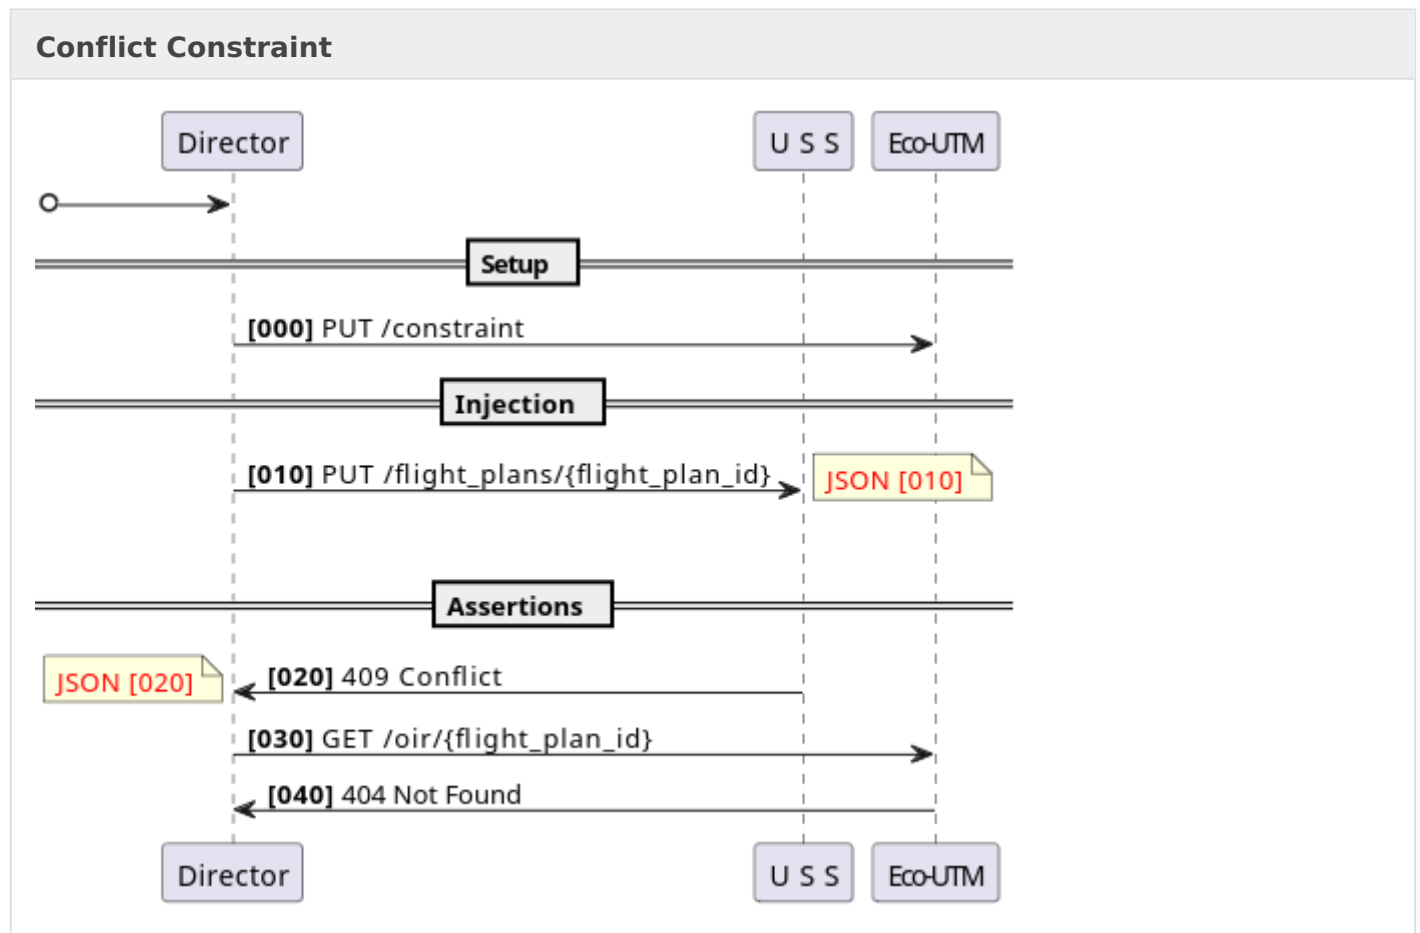 Conflict Constraint
Director
U S S
Eco-UTM
Setup
[000] PUT /constraint
Injection
[010] PUT /flight_plans/{flight_plan_id}
JSON [010]
Assertions
JSON [020]
[020] 409 Conflict
[030] GET /oir/{flight_plan_id}
[040] 404 Not Found
Director
U S S
Eco-UTM